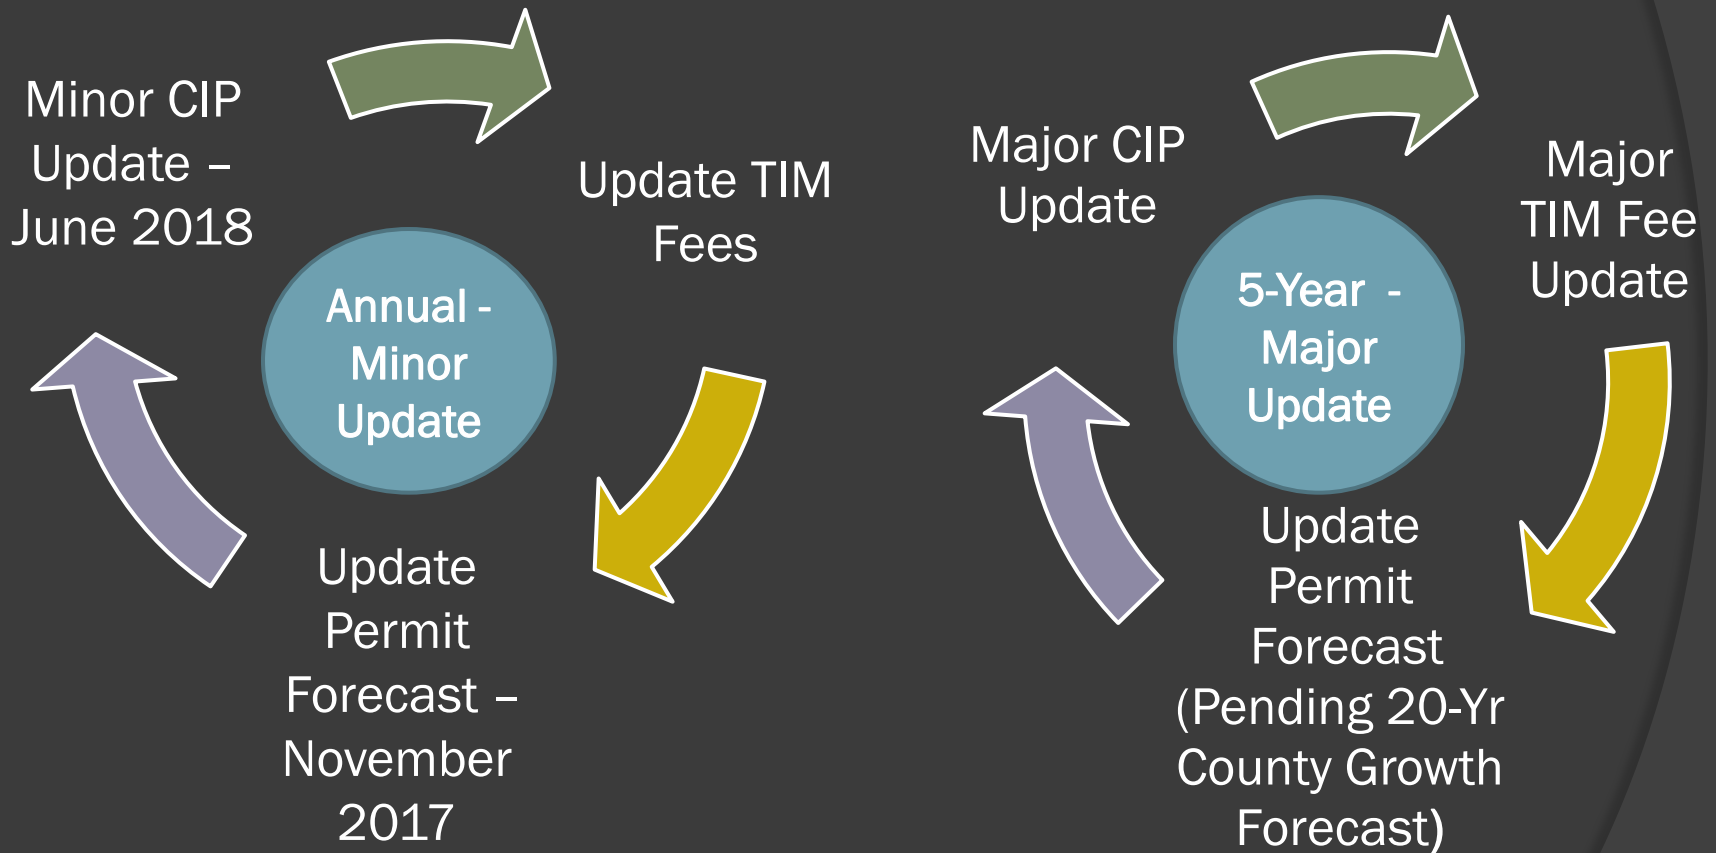 Minor CIP
Update –
June 2018
Update TIM
Fees
Annual -
Minor
Update
Update
Permit
Forecast –
November
2017
Major CIP
Update
Major
TIM Fee
Update
5-Year -
Major
Update
Update
Permit
Forecast
(Pending 20-Yr
County Growth
Forecast)